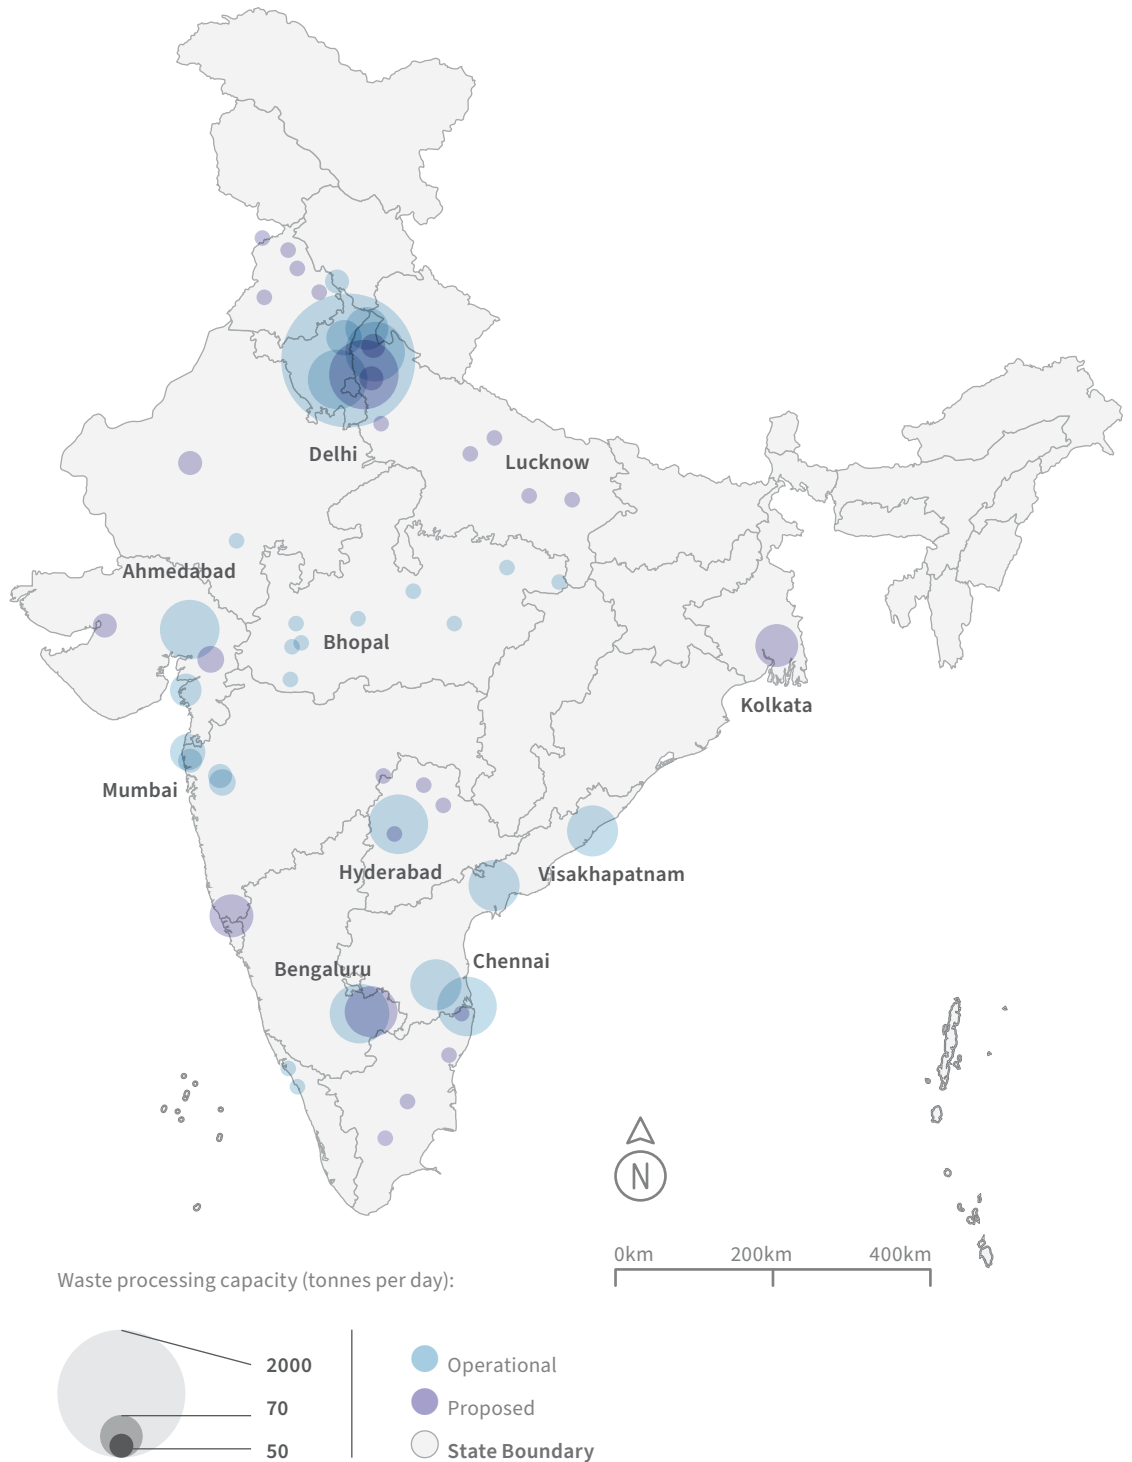 Delhi
Lucknow
Ahmedabad
Bhopal
Kolkata
Mumbai
Hyderabad
Visakhapatnam
Bengaluru
Chennai
N
0km 200km 400km
Waste processing capacity (tonnes per day):
2000
70
50
Operational
Proposed
State Boundary